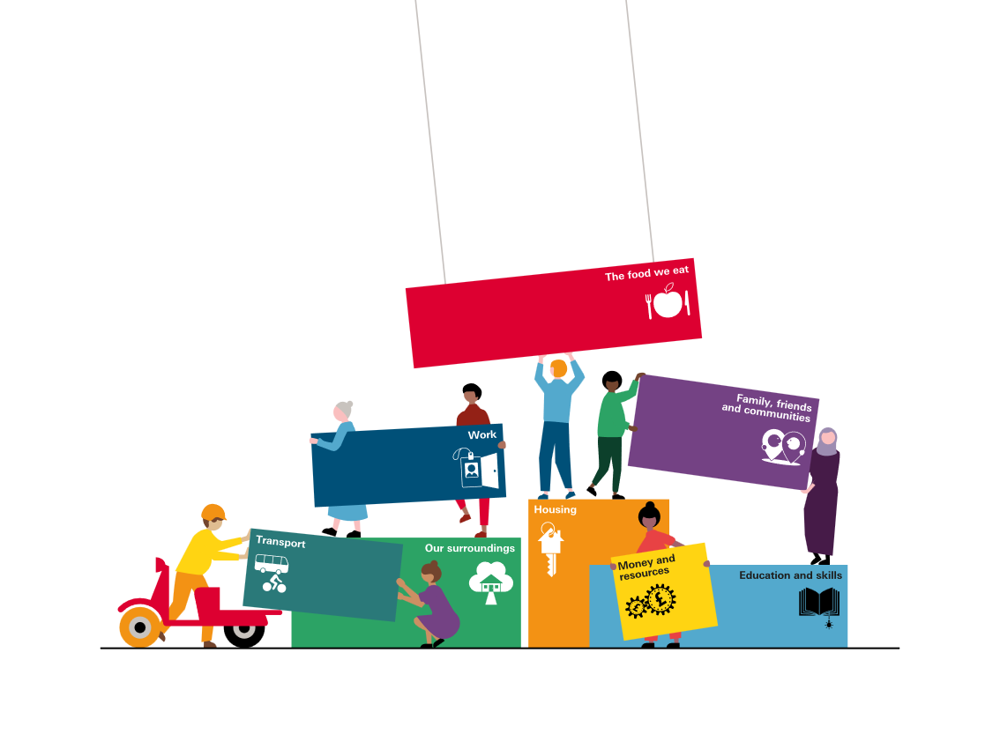 The food we eat
Family, friends
and communities
Work
Housing
Transport
Our surroundings
Money and
resources
£
£
Education and skills